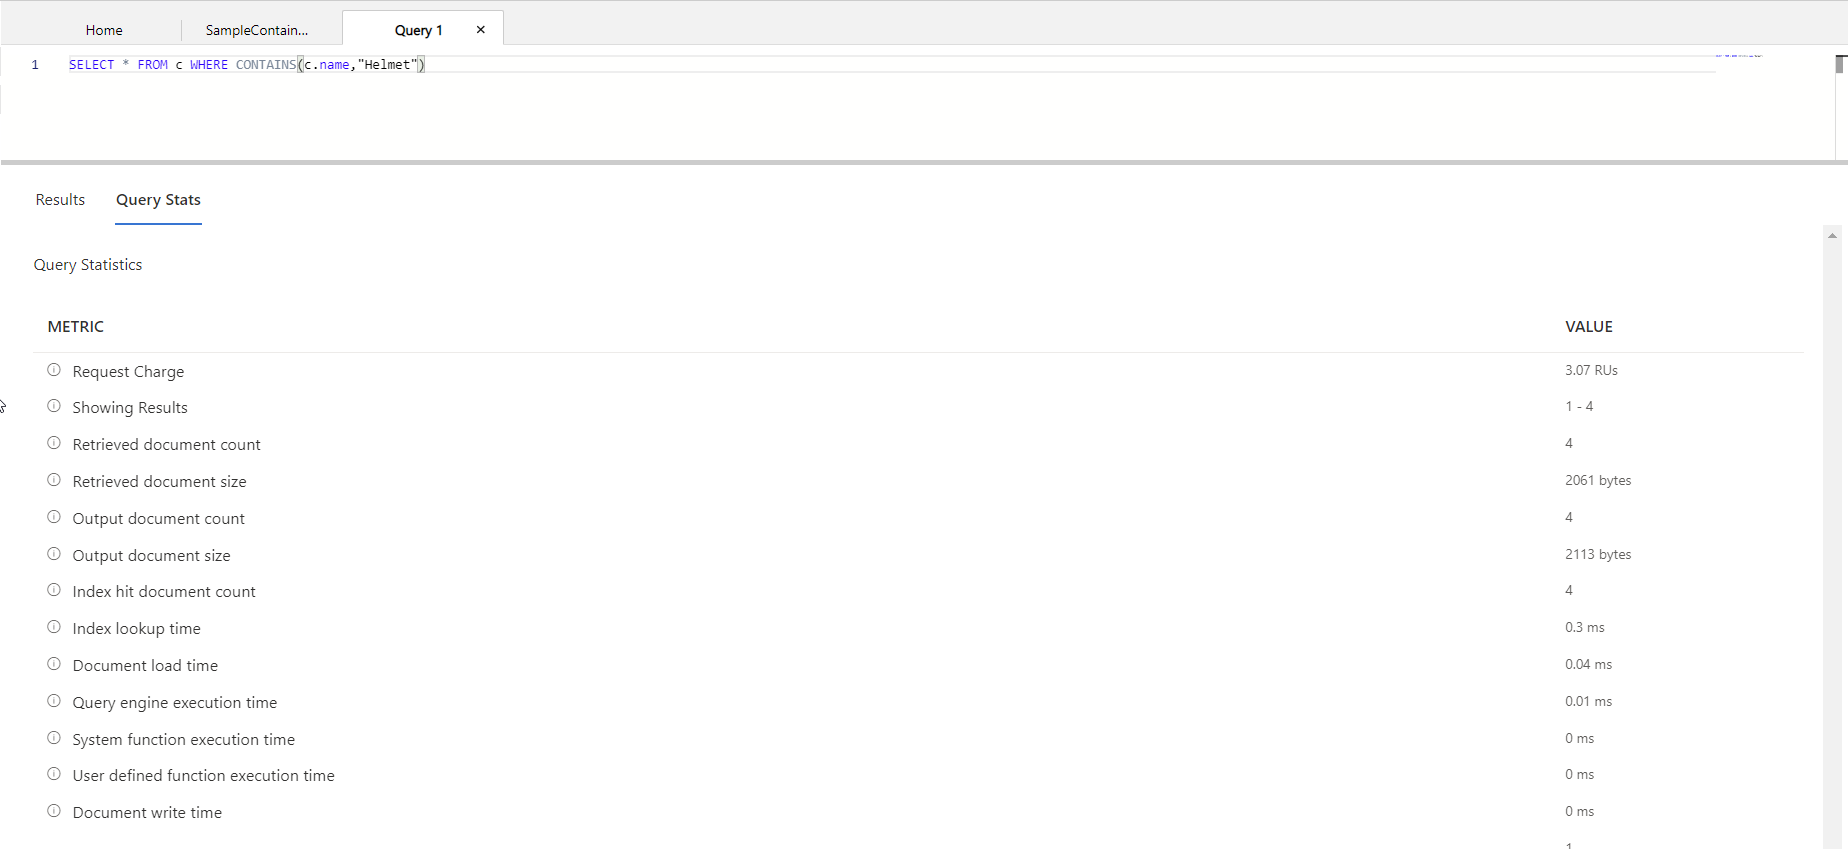 Home SampleContain... Query 1 ✕
1 SELECT * FROM c WHERE CONTAINS(c.name,"Helmet")
Results Query Stats
Query Statistics
METRIC VALUE
Request Charge 3.07 RUs
Showing Results 1 - 4
Retrieved document count 4
Retrieved document size 2061 bytes
Output document count 4
Output document size 2113 bytes
Index hit document count 4
Index lookup time 0.3 ms
Document load time 0.04 ms
Query engine execution time 0.01 ms
System function execution time 0 ms
User defined function execution time 0 ms
Document write time 0 ms